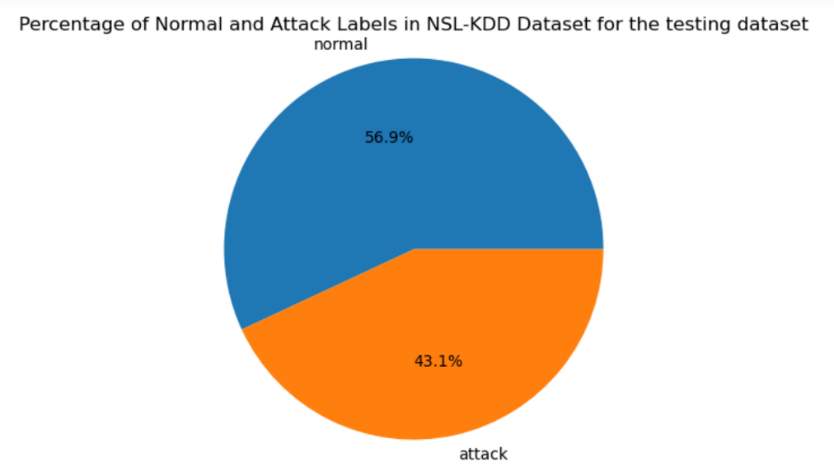 Percentage of Normal and Attack Labels in NSL-KDD Dataset for the testing dataset
normal
56.9%
43.1%
attack